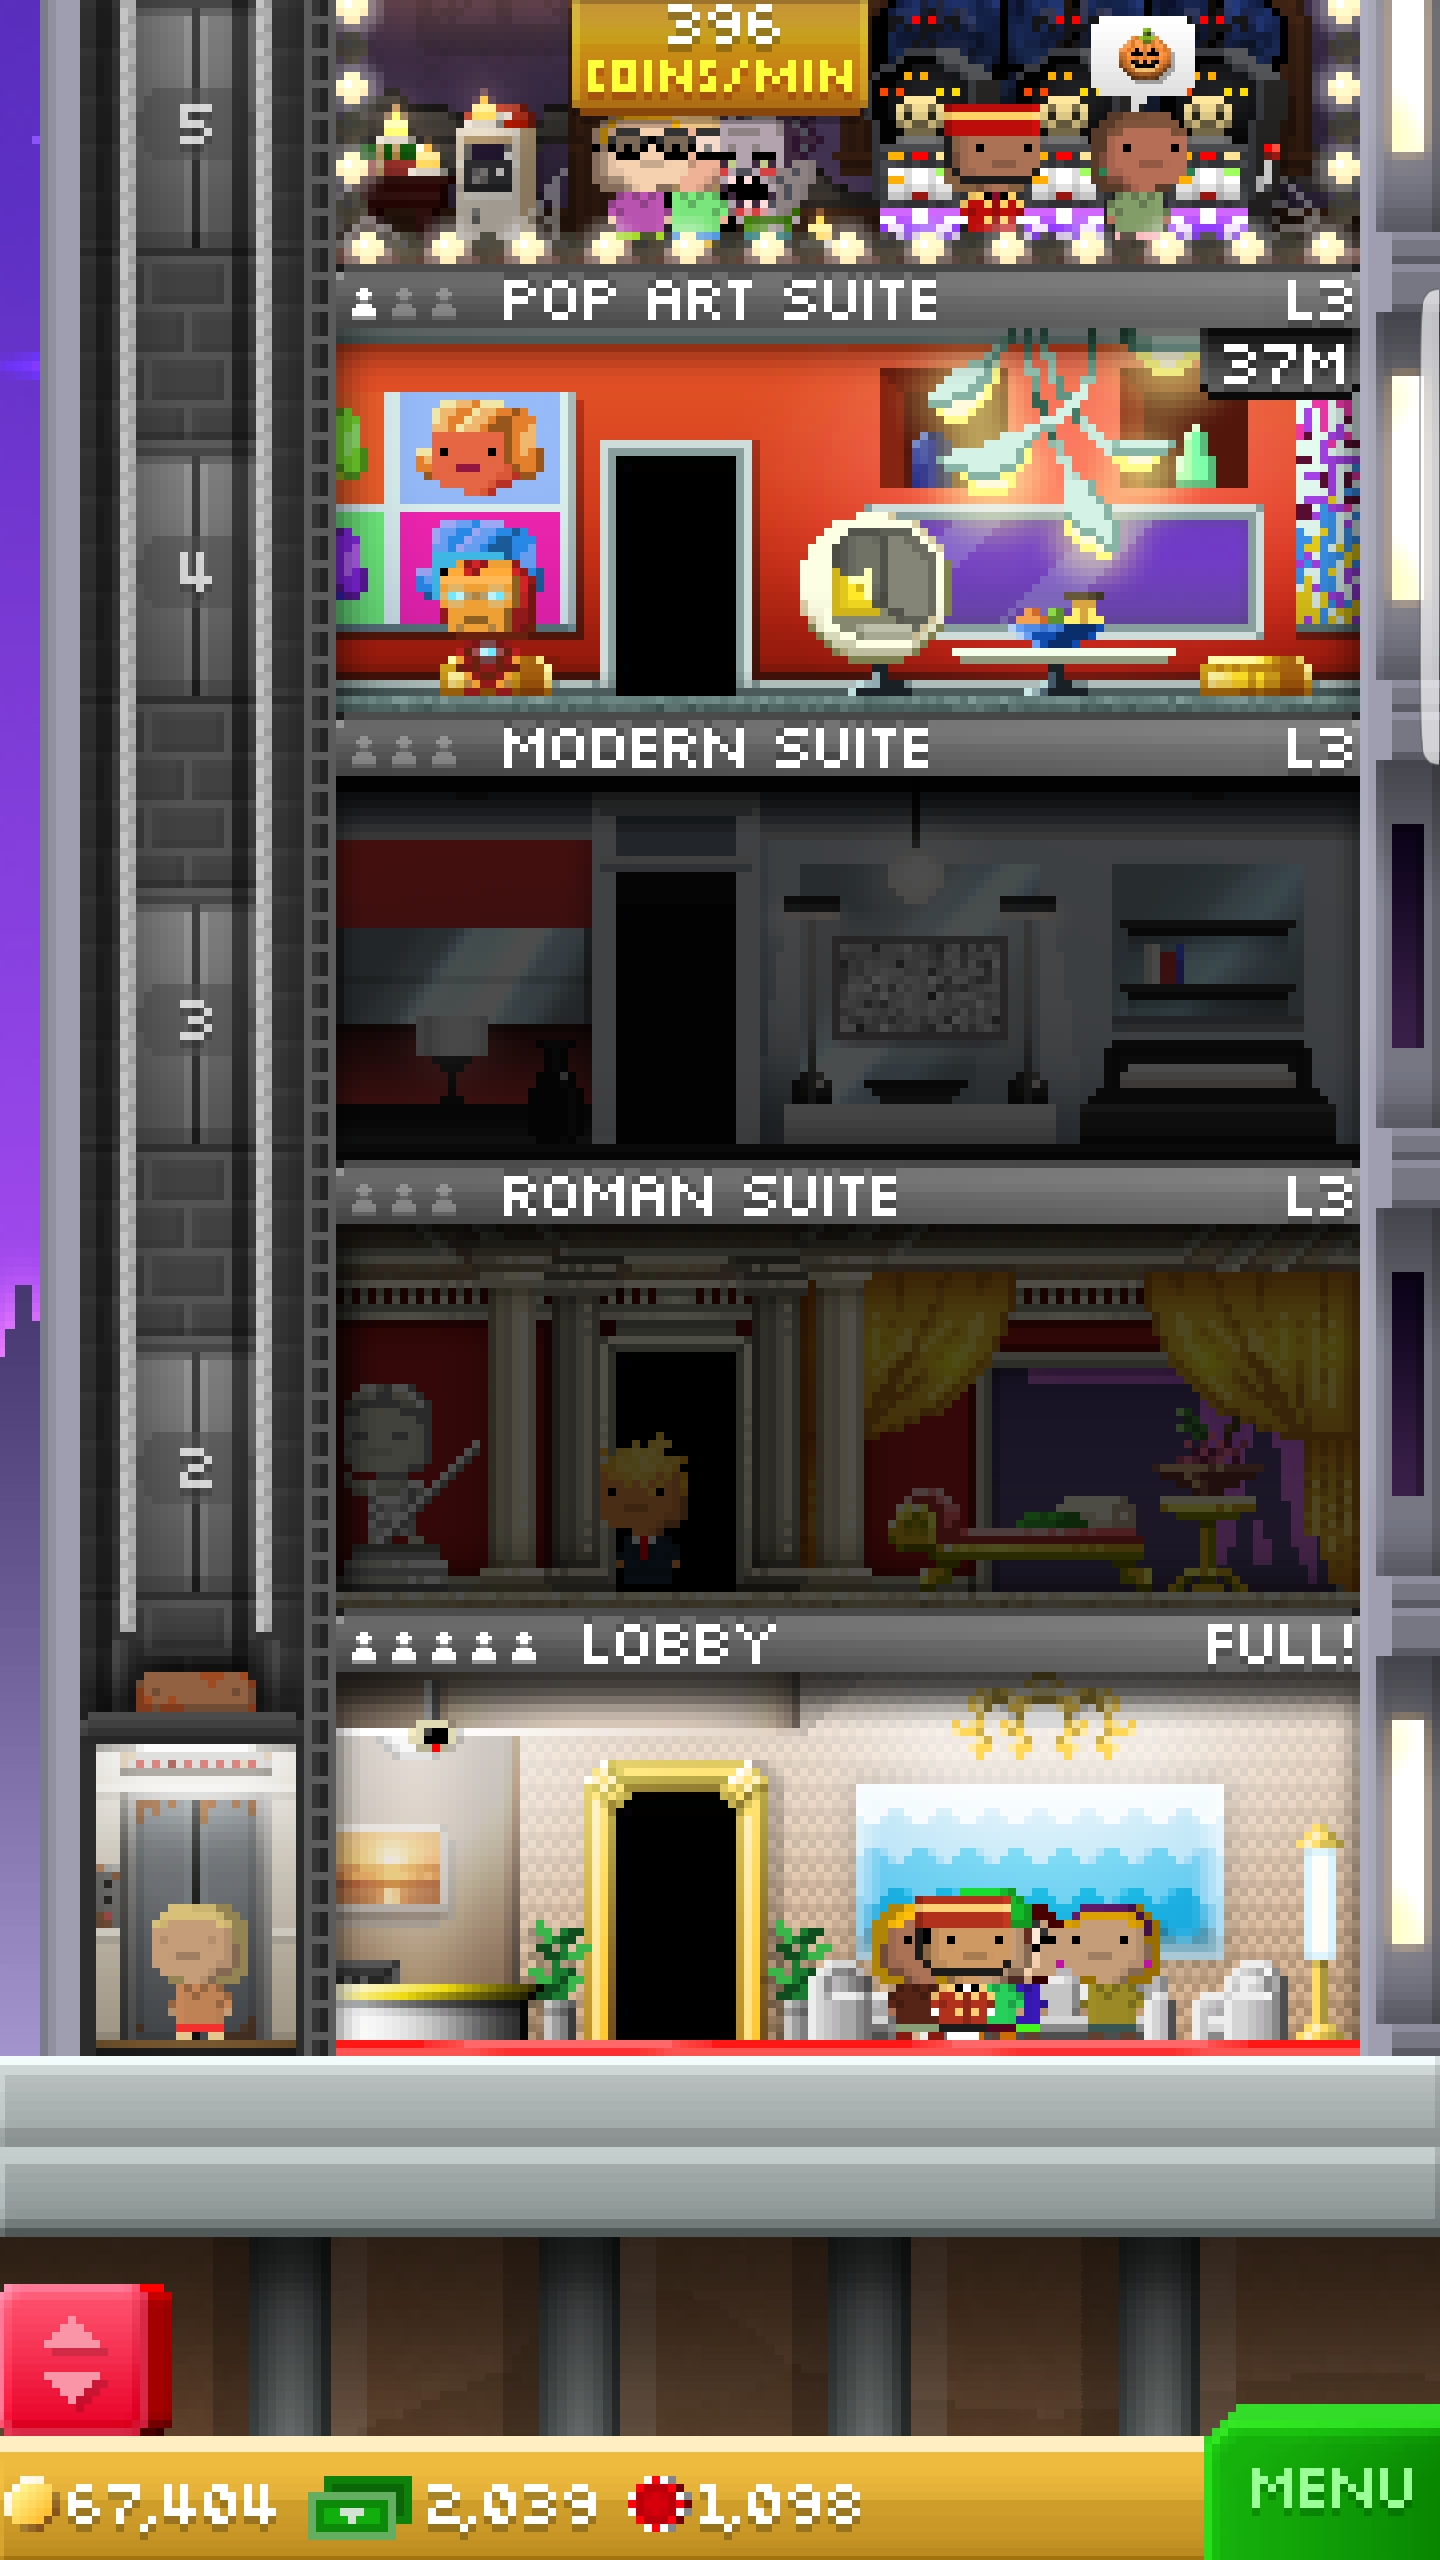 396
COINS/MIN
5
POP ART SUITE L3
37M
4
MODERN SUITE L3
3
ROMAN SUITE L3
2
LOBBY FULL!
67,404 2,039 1,098
MENU